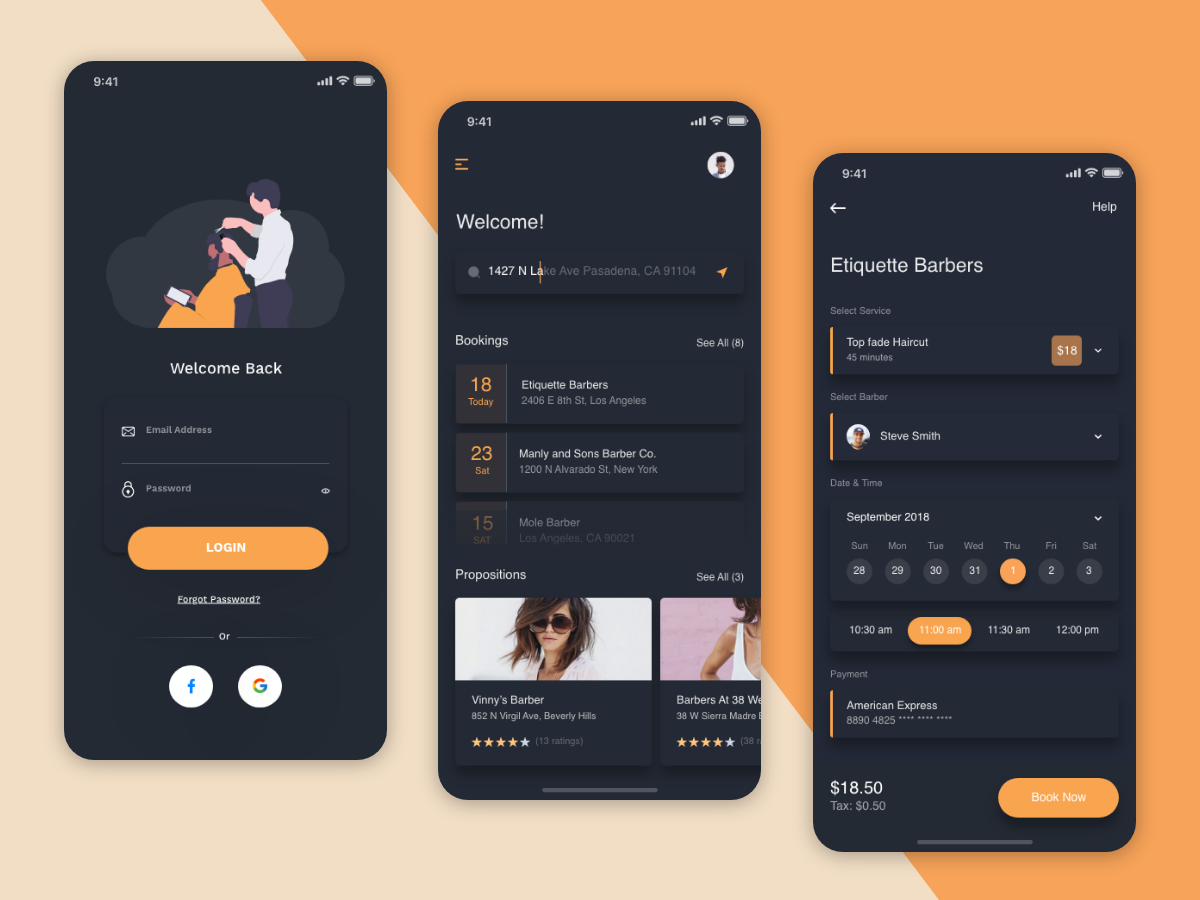 9:41
Welcome Back
Email Address
Password
LOGIN
Forgot Password?
Or
9:41
Welcome!
1427 N Lake Ave Pasadena, CA 91104
Bookings
See All (8)
18
Today
Etiquette Barbers
2406 E 8th St, Los Angeles
23
Sat
Manly and Sons Barber Co.
1200 N Alvarado St, New York
15
SAT
Mole Barber
Los Angeles, CA 90021
Propositions
See All (3)
Vinny's Barber
852 N Virgil Ave, Beverly Hills
(13 ratings)
Barbers At 38 We
38 W Sierra Madre
(38 r
9:41
Help
Etiquette Barbers
Select Service
Top fade Haircut
45 minutes
$18
Select Barber
Steve Smith
Date & Time
September 2018
Sun Mon Tue Wed Thu Fri Sat
28 29 30 31 1 2 3
10:30 am 11:00 am 11:30 am 12:00 pm
Payment
American Express
8890 4825 **** **** ****
$18.50
Tax: $0.50
Book Now